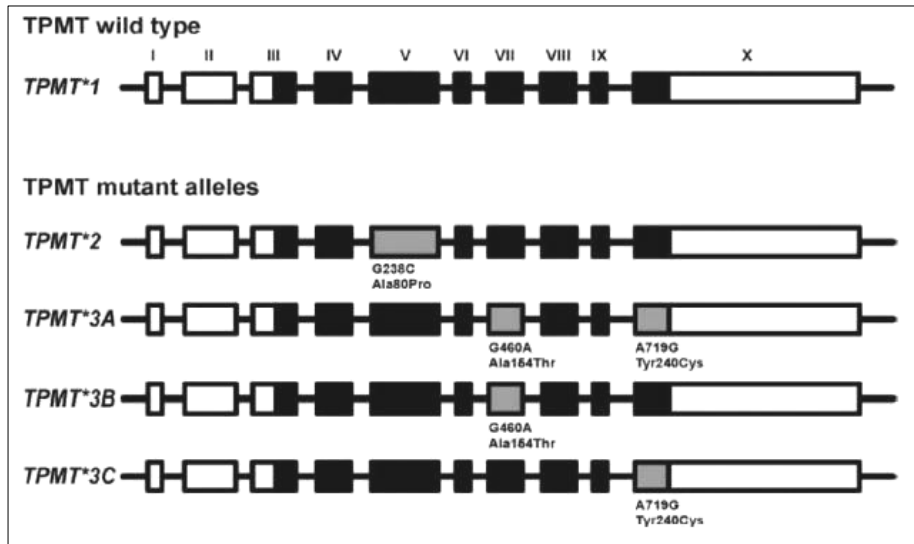 TPMT wild type
I II III IV V VI VII VIII IX X
TPMT*1
TPMT mutant alleles
TPMT*2
G238C
Ala80Pro
TPMT*3A
G460A A719G
Ala154Thr Tyr240Cys
TPMT*3B
G460A
Ala154Thr
TPMT*3C
A719G
Tyr240Cys